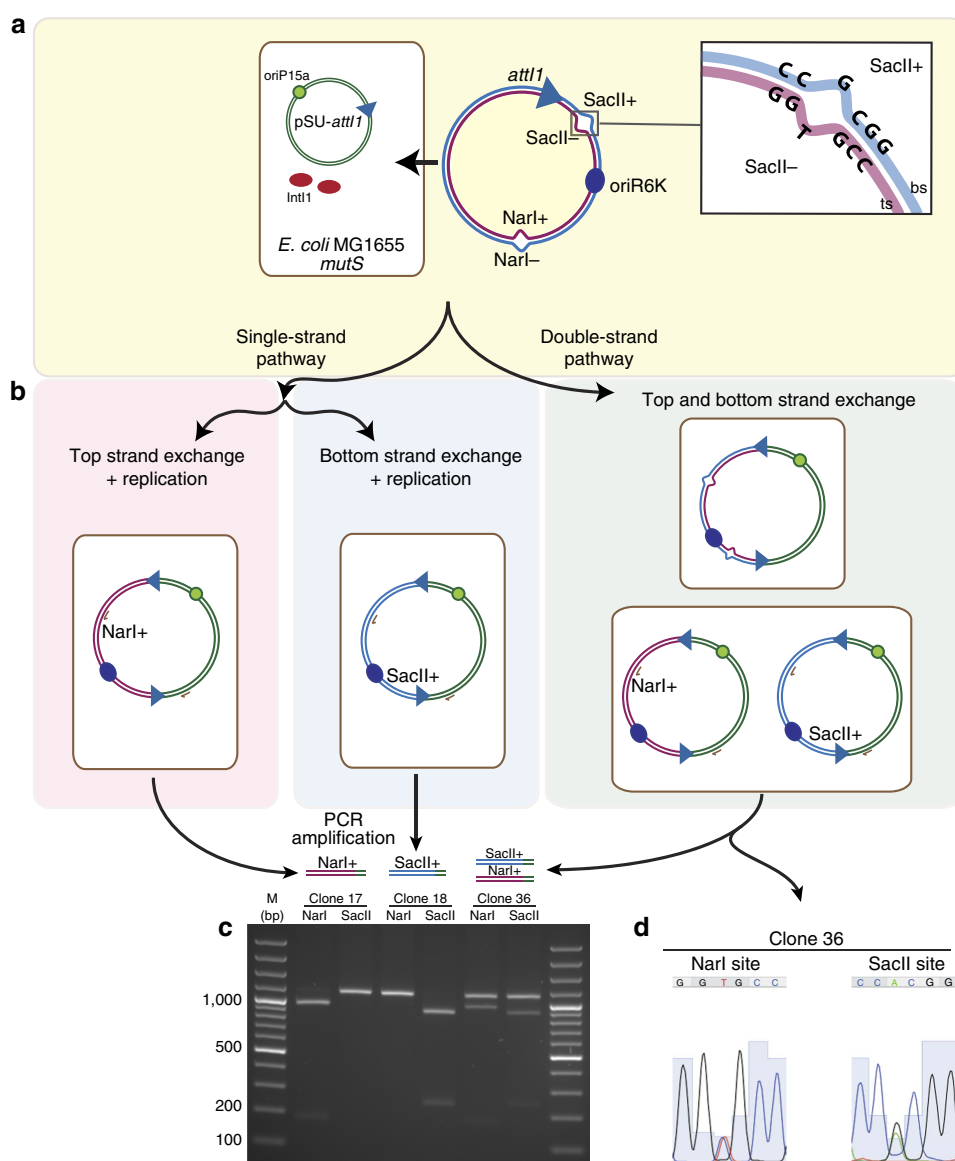 a
oriP15a
pSU-attI1
IntI1
E. coli MG1655
mutS
attI1
SacII+
SacII–
oriR6K
NarI+
NarI–
C C G
C G G
G G
T
G C C
SacII+
SacII–
bs
ts
Single-strand
pathway
Double-strand
pathway
b
Top strand exchange
+ replication
Bottom strand exchange
+ replication
Top and bottom strand exchange
NarI+
SacII+
NarI+
SacII+
PCR
amplification
NarI+
SacII+
SacII+
NarI+
M
(bp)
Clone 17
Clone 18
Clone 36
NarI
SacII
NarI
SacII
NarI
SacII
c
1,000
500
200
100
d
Clone 36
NarI site
SacII site
G G T G C C
C C A C G G